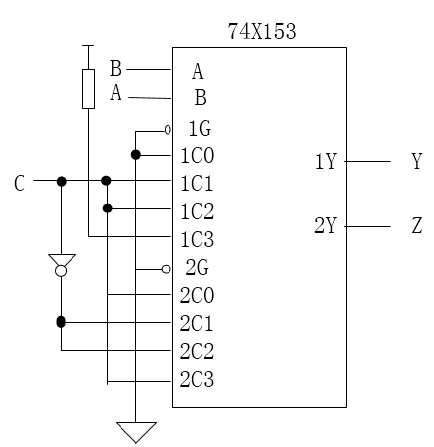 74X153
B A
A B
1G
1C0
C 1C1
1C2
1C3
2G
2C0
2C1
2C2
2C3
1Y Y
2Y Z